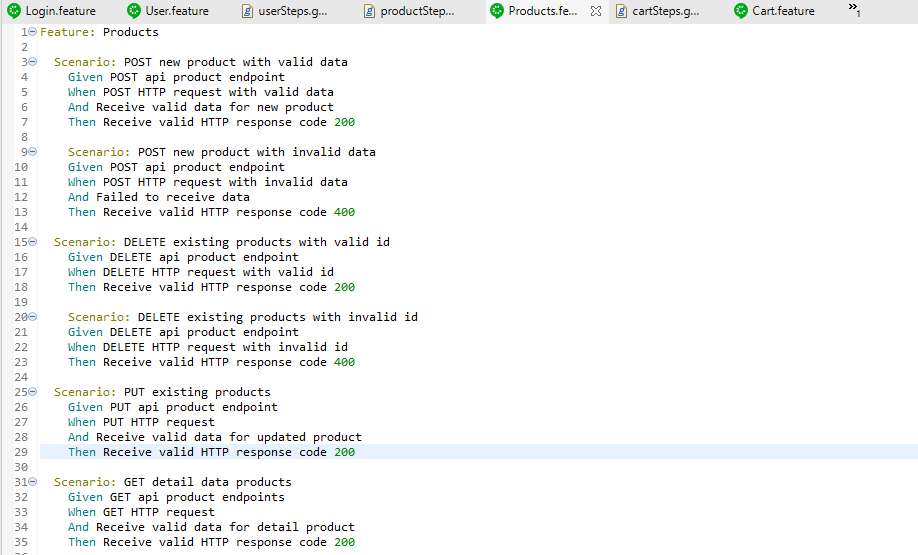 Login.feature User.feature userSteps.g... productStep... Products.fe... cartSteps.g... Cart.feature »1
1 Feature: Products
2
3 Scenario: POST new product with valid data
4 Given POST api product endpoint
5 When POST HTTP request with valid data
6 And Receive valid data for new product
7 Then Receive valid HTTP response code 200
8
9 Scenario: POST new product with invalid data
10 Given POST api product endpoint
11 When POST HTTP request with invalid data
12 And Failed to receive data
13 Then Receive valid HTTP response code 400
14
15 Scenario: DELETE existing products with valid id
16 Given DELETE api product endpoint
17 When DELETE HTTP request with valid id
18 Then Receive valid HTTP response code 200
19
20 Scenario: DELETE existing products with invalid id
21 Given DELETE api product endpoint
22 When DELETE HTTP request with invalid id
23 Then Receive valid HTTP response code 400
24
25 Scenario: PUT existing products
26 Given PUT api product endpoint
27 When PUT HTTP request
28 And Receive valid data for updated product
29 Then Receive valid HTTP response code 200
30
31 Scenario: GET detail data products
32 Given GET api product endpoints
33 When GET HTTP request
34 And Receive valid data for detail product
35 Then Receive valid HTTP response code 200